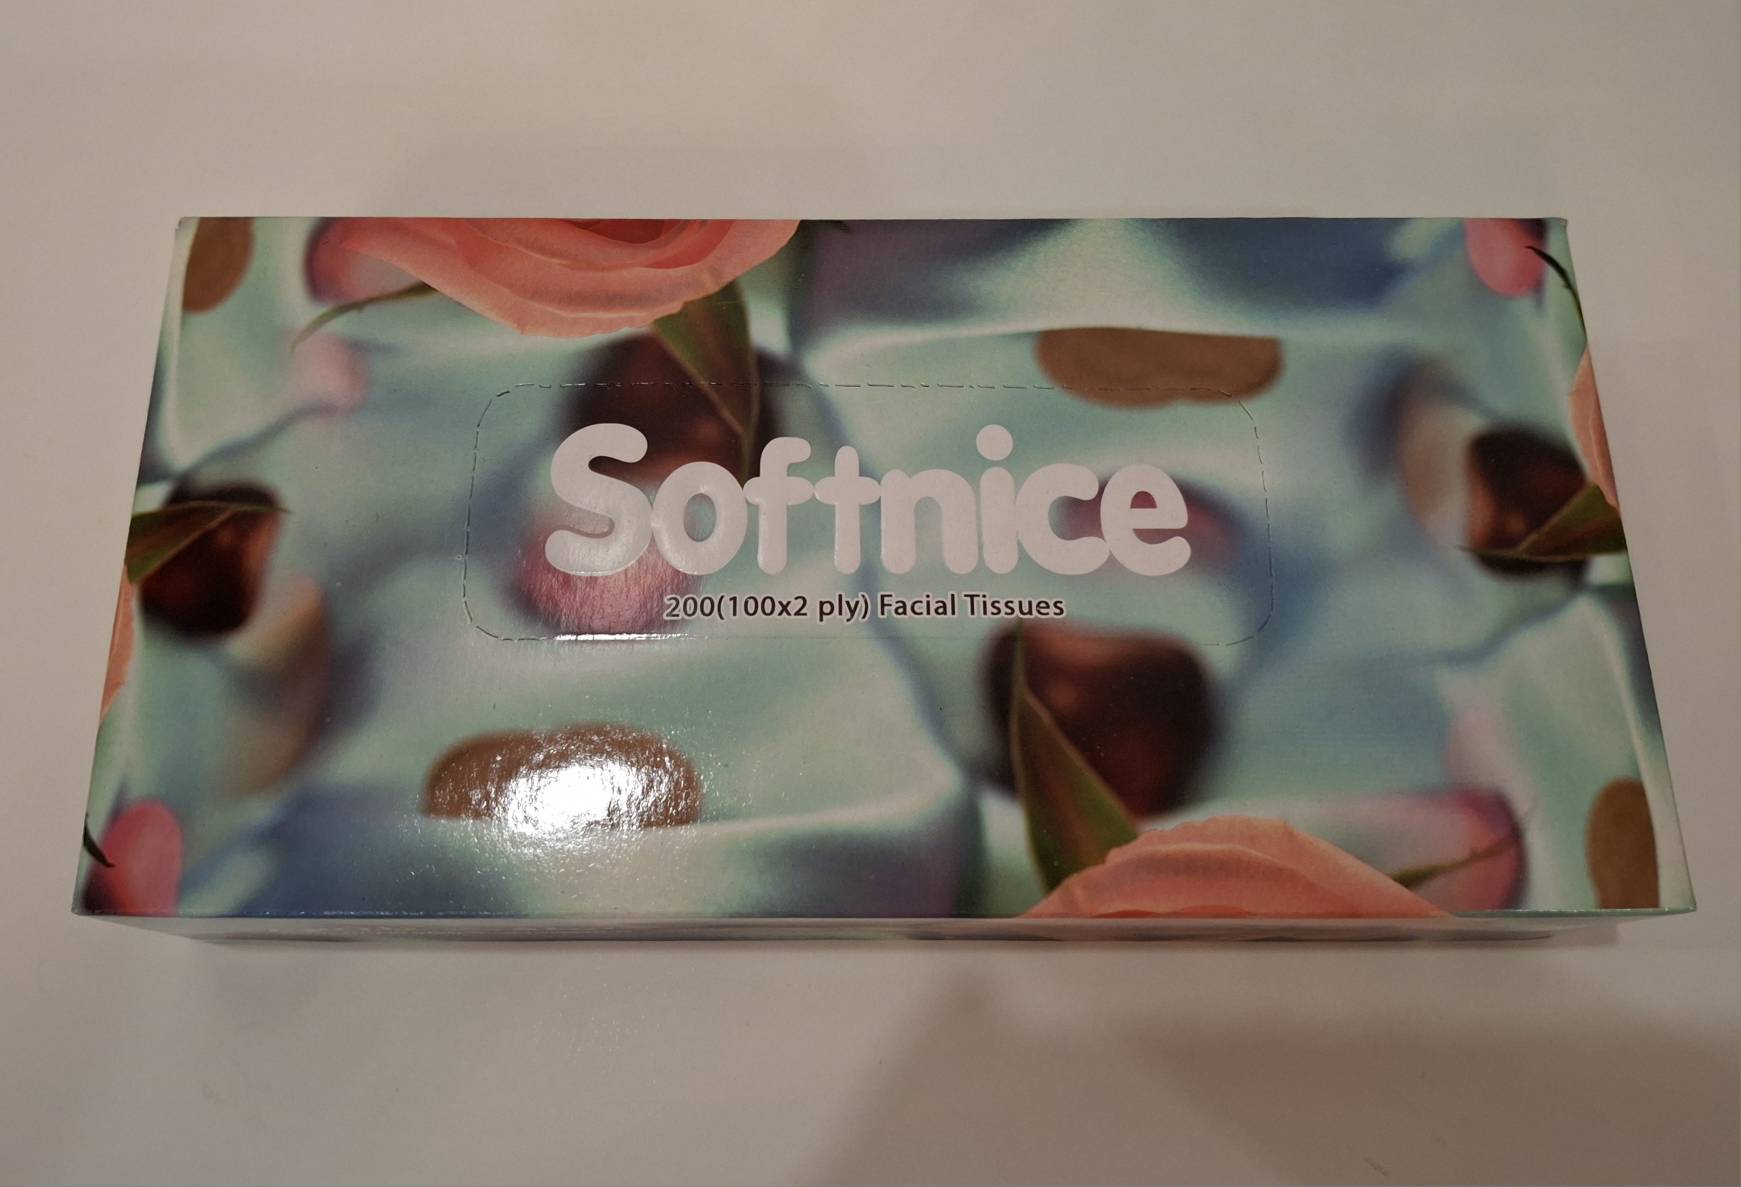 Softnice
200(100x2 ply) Facial Tissues